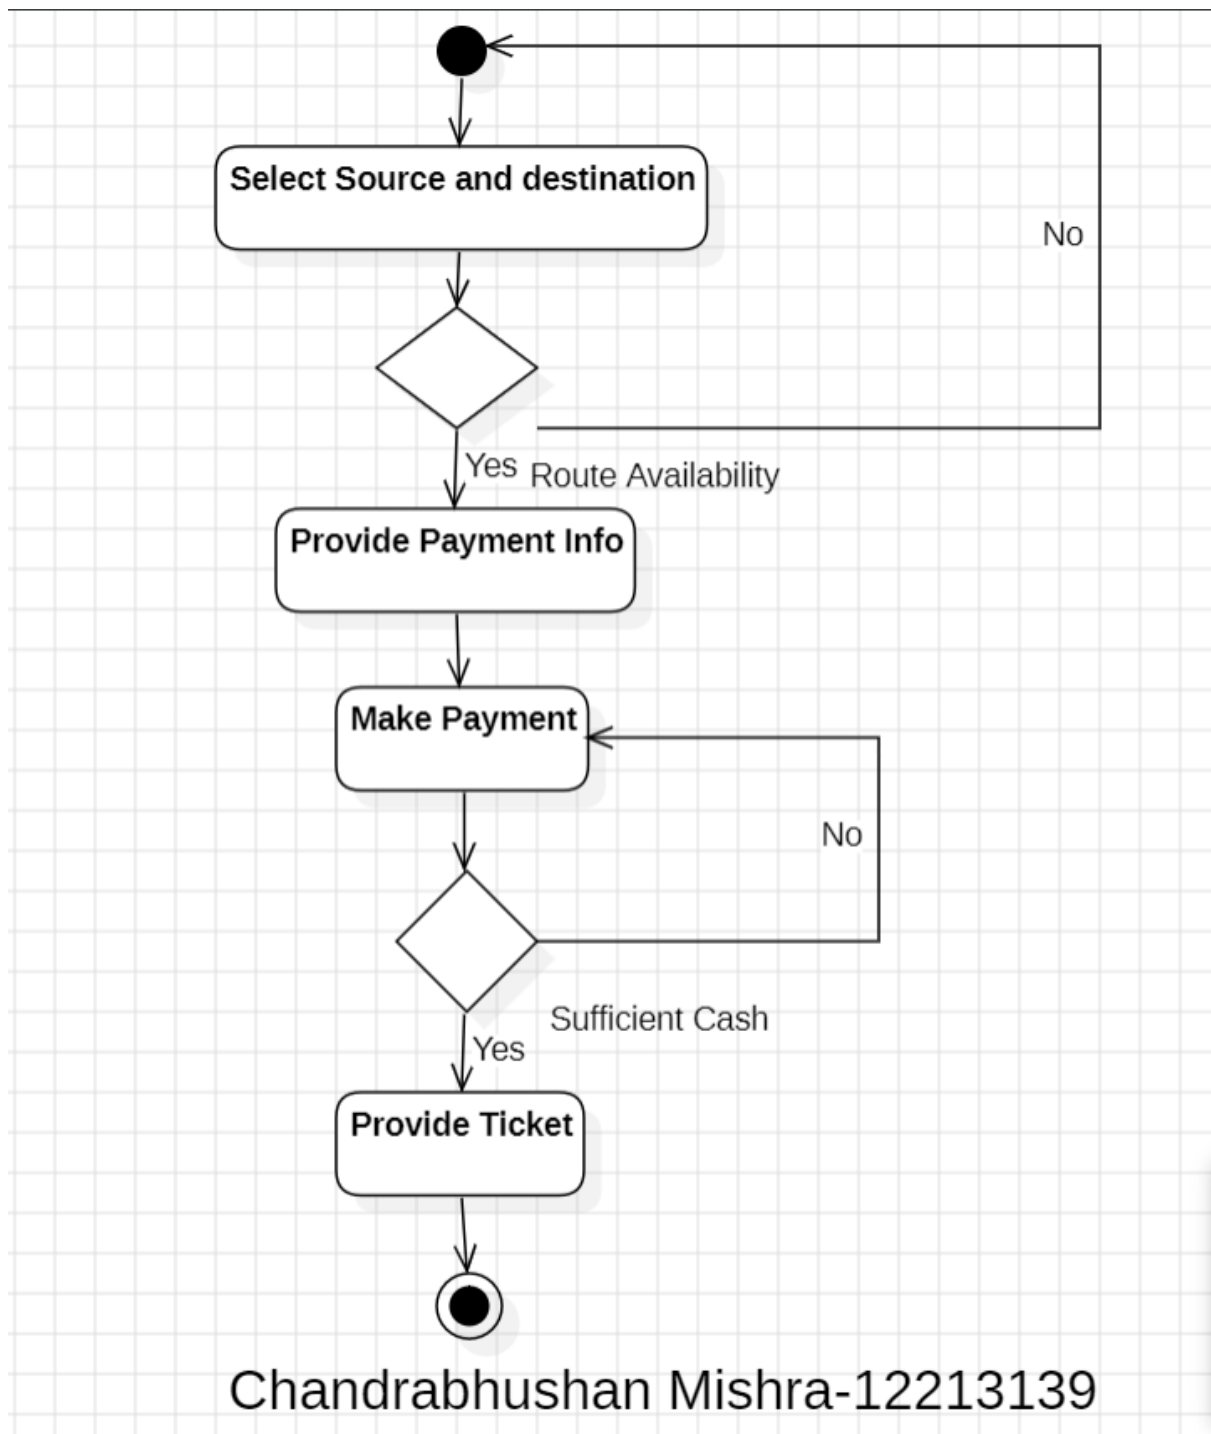 Select Source and destination
No
Yes
Route Availability
Provide Payment Info
Make Payment
No
Sufficient Cash
Yes
Provide Ticket
Chandrabhushan Mishra-12213139